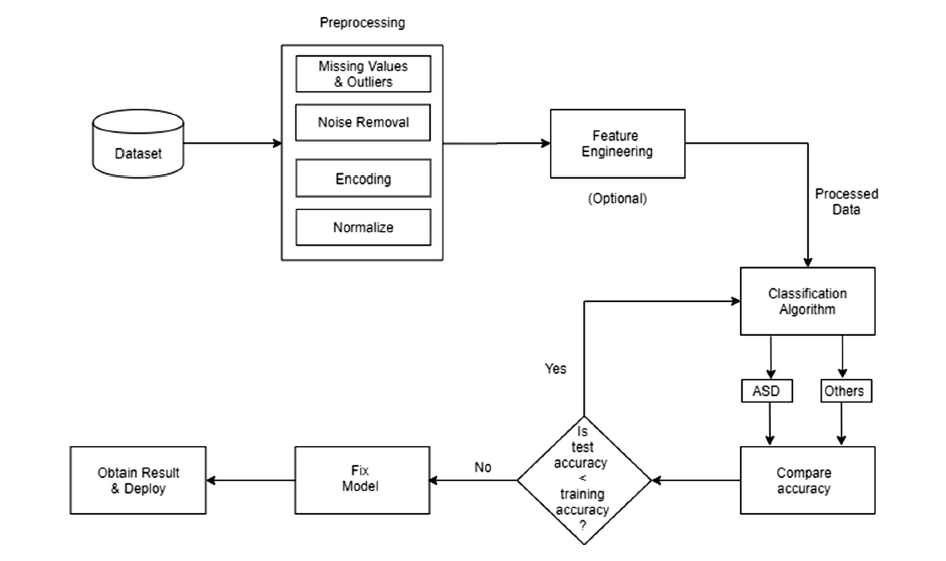 Preprocessing
Missing Values
& Outliers
Noise Removal
Encoding
Normalize
Dataset
Feature
Engineering
(Optional)
Processed
Data
Classification
Algorithm
ASD
Others
Compare
accuracy
Is
test
accuracy
<
training
accuracy
?
Yes
No
Fix
Model
Obtain Result
& Deploy